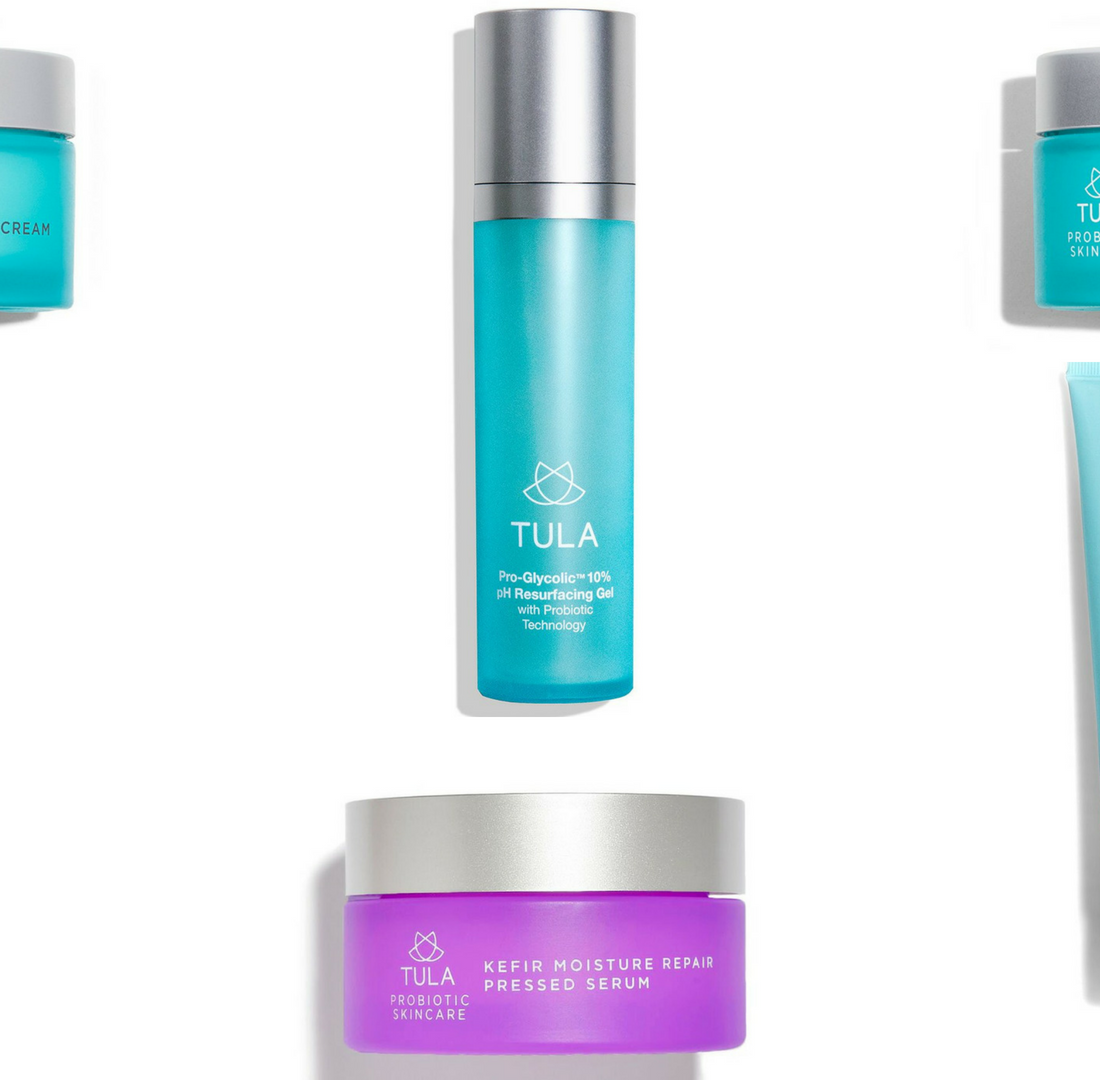 CREAM
TULA
Pro-Glycolic™ 10%
pH Resurfacing Gel
with Probiotic
Technology
TULA
PROBIOTIC
SKINCARE
KEFIR MOISTURE REPAIR
PRESSED SERUM